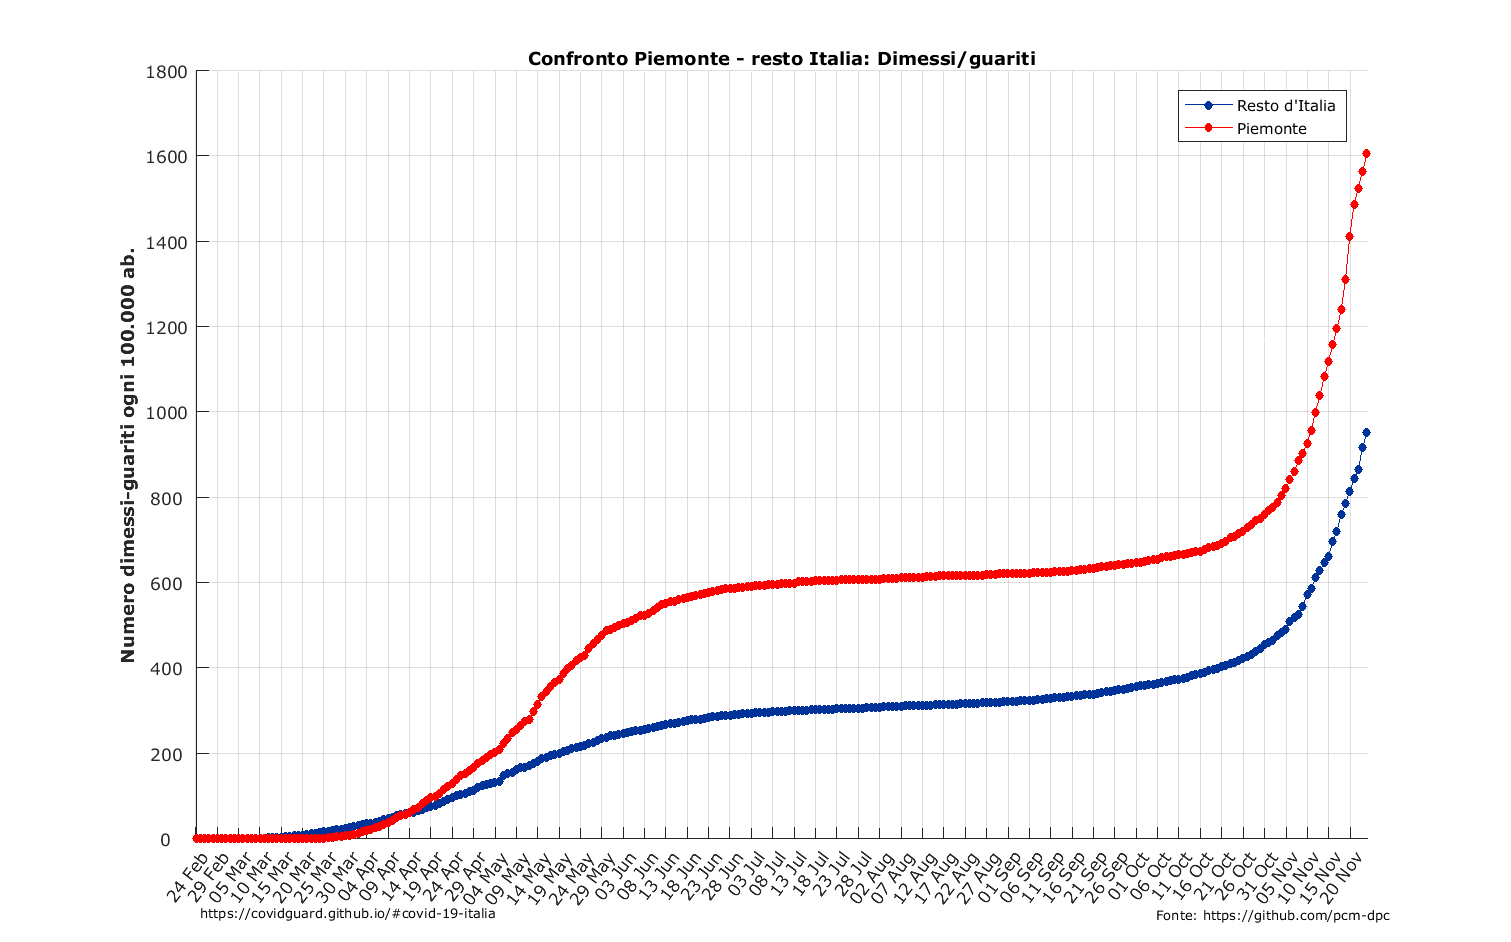 Confronto Piemonte - resto Italia: Dimessi/guariti
Resto d'Italia
Piemonte
Numero dimessi-guariti ogni 100.000 ab.
1800
1600
1400
1200
1000
800
600
400
200
0
24 Feb
29 Feb
05 Mar
10 Mar
15 Mar
20 Mar
25 Mar
30 Mar
04 Apr
09 Apr
14 Apr
19 Apr
24 Apr
29 Apr
04 May
09 May
14 May
19 May
24 May
29 May
03 Jun
08 Jun
13 Jun
18 Jun
23 Jun
28 Jun
03 Jul
08 Jul
13 Jul
18 Jul
23 Jul
28 Jul
02 Aug
07 Aug
12 Aug
17 Aug
22 Aug
27 Aug
01 Sep
06 Sep
11 Sep
16 Sep
21 Sep
26 Sep
01 Oct
06 Oct
11 Oct
16 Oct
21 Oct
26 Oct
31 Oct
05 Nov
10 Nov
15 Nov
20 Nov
https://covidguard.github.io/#covid-19-italia
Fonte: https://github.com/pcm-dpc